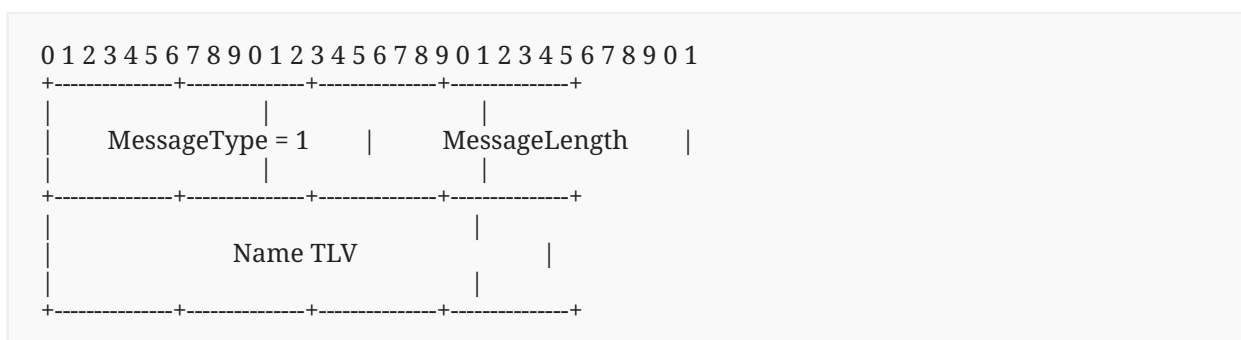 0 1 2 3 4 5 6 7 8 9 0 1 2 3 4 5 6 7 8 9 0 1 2 3 4 5 6 7 8 9 0 1
+---------------+---------------+---------------+---------------+
| | |
| MessageType = 1 | MessageLength |
| | |
+---------------+---------------+---------------+---------------+
| |
| Name TLV |
| |
+---------------+---------------+---------------+---------------+